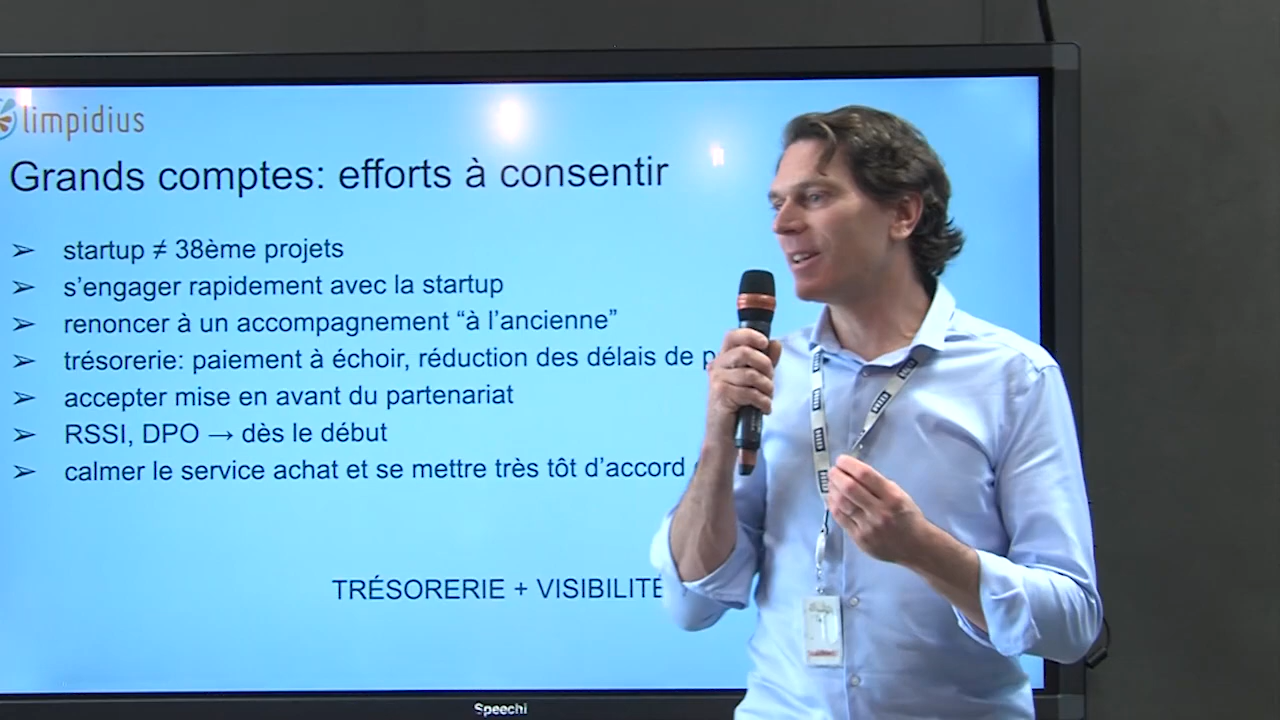 limpidius
Grands comptes: efforts à consentir
➢ startup ≠ 38ème projets
➢ s’engager rapidement avec la startup
➢ renoncer à un accompagnement “à l’ancienne”
➢ trésorerie: paiement à échoir, réduction des délais de p
➢ accepter mise en avant du partenariat
➢ RSSI, DPO → dès le début
➢ calmer le service achat et se mettre très tôt d’accord
TRÉSORERIE + VISIBILITÉ
Speechi